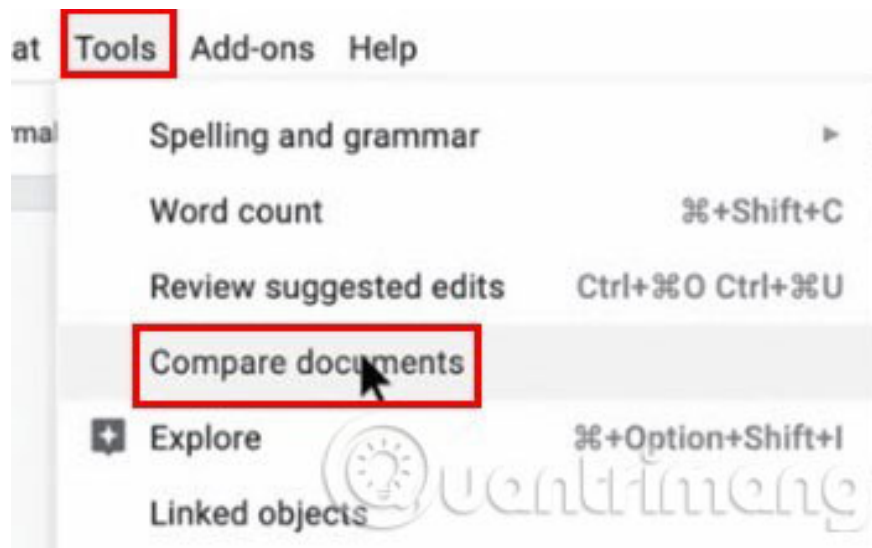 at Tools Add-ons Help
rmal
Spelling and grammar
Word count ⌘+Shift+C
Review suggested edits Ctrl+⌘O Ctrl+⌘U
Compare documents
Explore ⌘+Option+Shift+I
Linked objects
Quantrimang